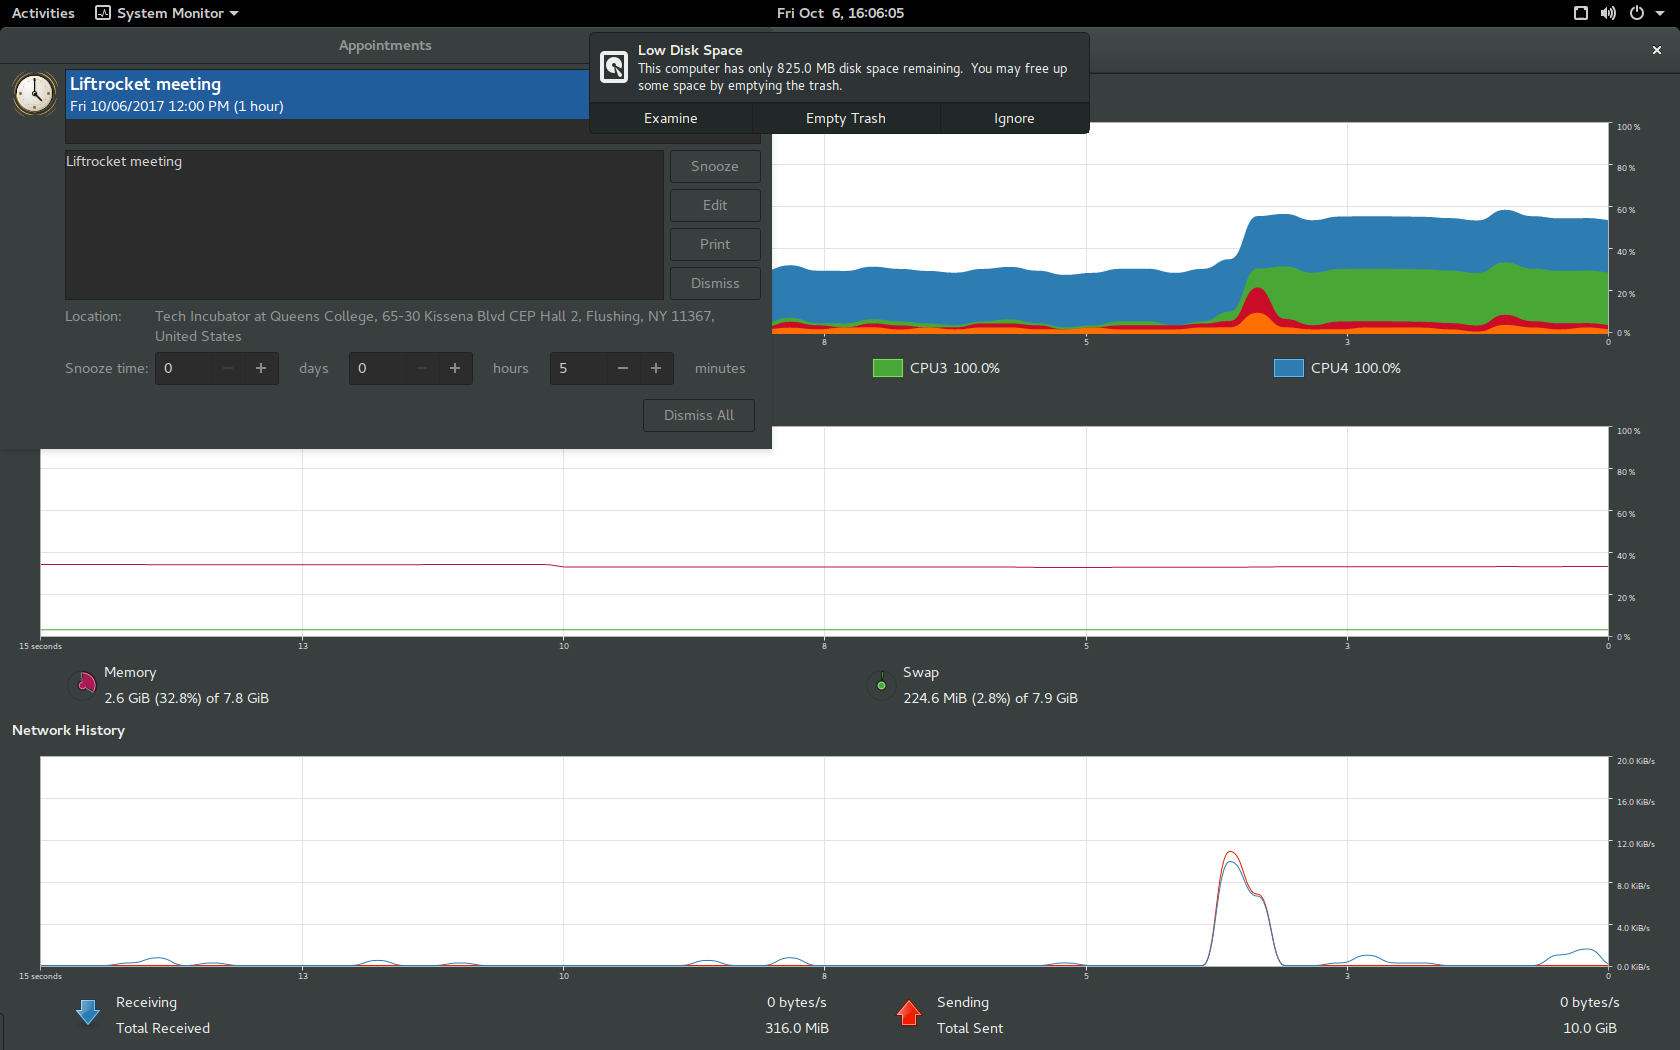 Activities
System Monitor
Fri Oct 6, 16:06:05
Appointments
Liftrocket meeting
Fri 10/06/2017 12:00 PM (1 hour)
Low Disk Space
This computer has only 825.0 MB disk space remaining. You may free up
some space by emptying the trash.
Examine
Empty Trash
Ignore
Liftrocket meeting
Snooze
Edit
Print
Dismiss
Location:
Tech Incubator at Queens College, 65-30 Kissena Blvd CEP Hall 2, Flushing, NY 11367,
United States
Snooze time:
0
days
0
hours
5
minutes
Dismiss All
100 %
80 %
60 %
40 %
20 %
0 %
8
5
3
0
CPU3 100.0%
CPU4 100.0%
100 %
80 %
60 %
40 %
20 %
0 %
15 seconds
13
10
8
5
3
0
Memory
2.6 GiB (32.8%) of 7.8 GiB
Swap
224.6 MiB (2.8%) of 7.9 GiB
Network History
20.0 KiB/s
16.0 KiB/s
12.0 KiB/s
8.0 KiB/s
4.0 KiB/s
0.0 KiB/s
15 seconds
13
10
8
5
3
0
Receiving
0 bytes/s
Total Received
316.0 MiB
Sending
0 bytes/s
Total Sent
10.0 GiB